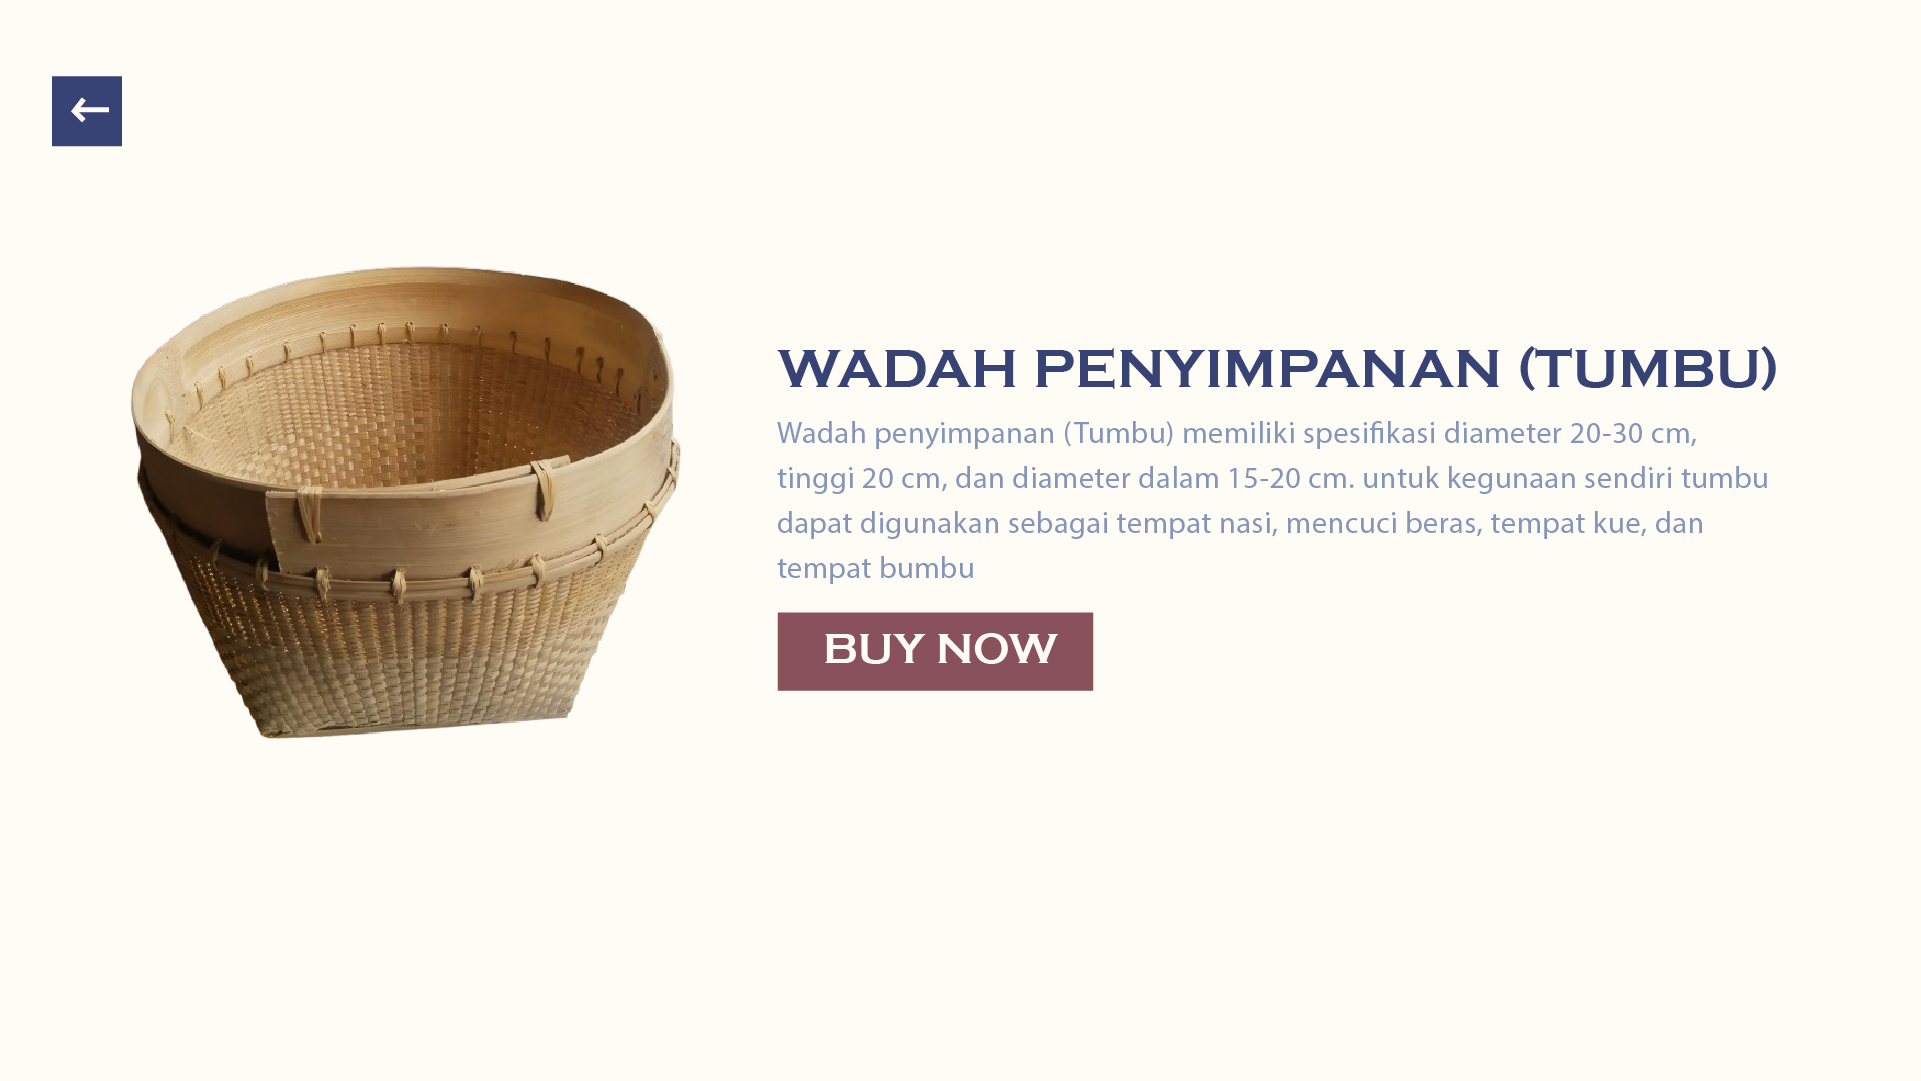 WADAH PENYIMPANAN (TUMBU)
Wadah penyimpanan (Tumbu) memiliki spesifikasi diameter 20-30 cm,
tinggi 20 cm, dan diameter dalam 15-20 cm. untuk kegunaan sendiri tumbu
dapat digunakan sebagai tempat nasi, mencuci beras, tempat kue, dan
tempat bumbu
BUY NOW